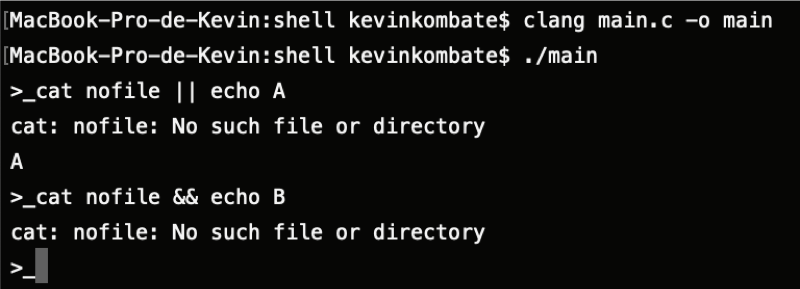 [MacBook-Pro-de-Kevin:shell kevinkombate$ clang main.c -o main
[MacBook-Pro-de-Kevin:shell kevinkombate$ ./main
>_cat nofile || echo A
cat: nofile: No such file or directory
A
>_cat nofile && echo B
cat: nofile: No such file or directory
>_